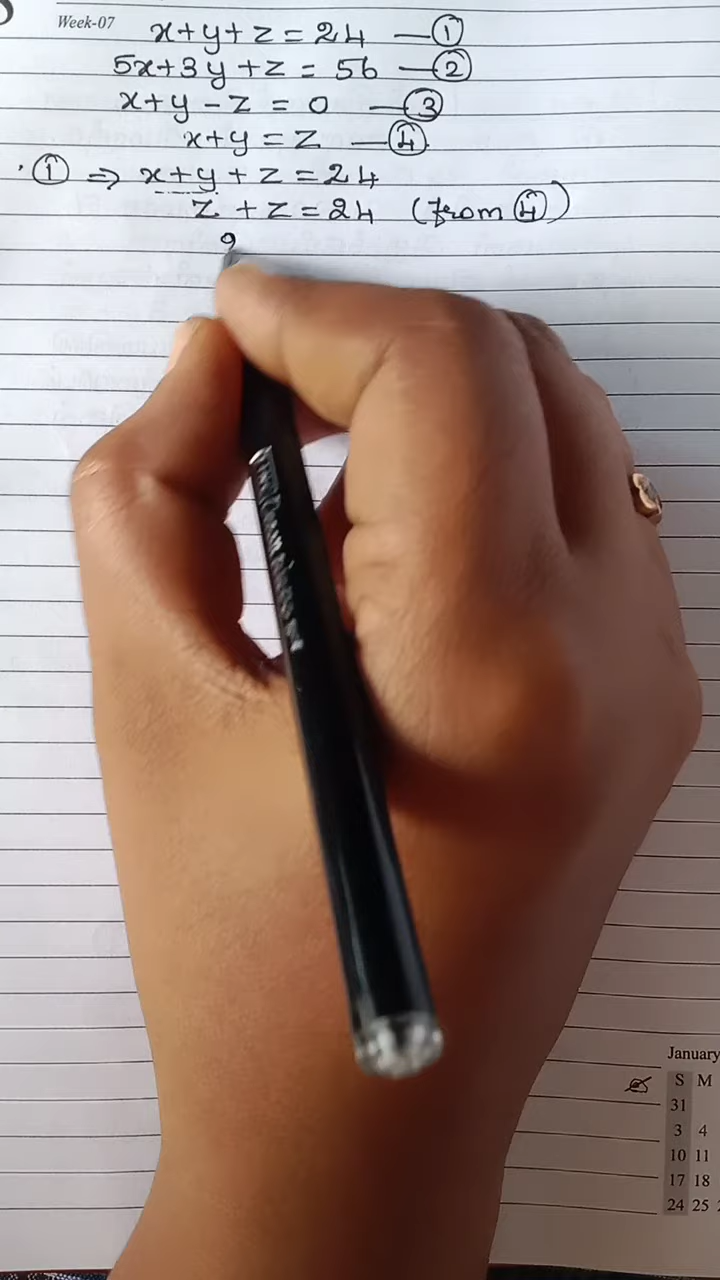 Week-07
x+y+z = 24 —①
5x+3y+z = 56 —②
x+y-z = 0 —③
x+y = z —④
① ⇒ x+y+z = 24
z + z = 24 (from ④)
January
S M
31
3 4
10 11
17 18
24 25